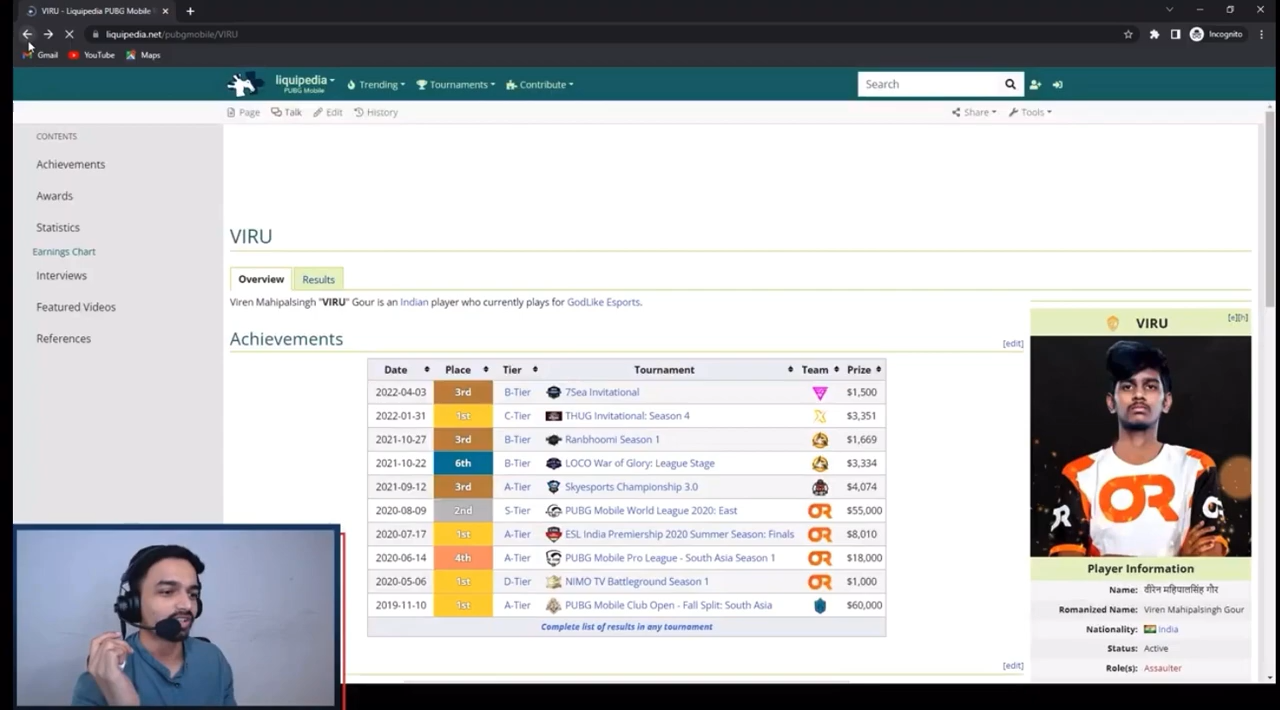 VIRU - Liquipedia PUBG Mobile
liquipedia.net/pubgmobile/VIRU
Incognito
Gmail YouTube Maps
liquipedia
PUBG Mobile
Trending Tournaments Contribute
Search
Page Talk Edit History
Share Tools
CONTENTS
Achievements
Awards
Statistics
Earnings Chart
Interviews
Featured Videos
References
VIRU
Overview Results
Viren Mahipalsingh "VIRU" Gour is an Indian player who currently plays for GodLike Esports.
Achievements
[edit]
Date Place Tier Tournament Team Prize
2022-04-03 3rd B-Tier 7Sea Invitational $1,500
2022-01-31 1st C-Tier THUG Invitational: Season 4 $3,351
2021-10-27 3rd B-Tier Ranbhoomi Season 1 $1,669
2021-10-22 6th B-Tier LOCO War of Glory: League Stage $3,334
2021-09-12 3rd A-Tier Skyesports Championship 3.0 $4,074
2020-08-09 2nd S-Tier PUBG Mobile World League 2020: East OR $55,000
2020-07-17 1st A-Tier ESL India Premiership 2020 Summer Season: Finals OR $8,010
2020-06-14 4th A-Tier PUBG Mobile Pro League - South Asia Season 1 OR $18,000
2020-05-06 1st D-Tier NIMO TV Battleground Season 1 OR $1,000
2019-11-10 1st A-Tier PUBG Mobile Club Open - Fall Split: South Asia $60,000
Complete list of results in any tournament
[edit]
VIRU
[e][h]
OR
Player Information
Name: वीरेन महिपालसिंह गौर
Romanized Name: Viren Mahipalsingh Gour
Nationality: India
Status: Active
Role(s): Assaulter